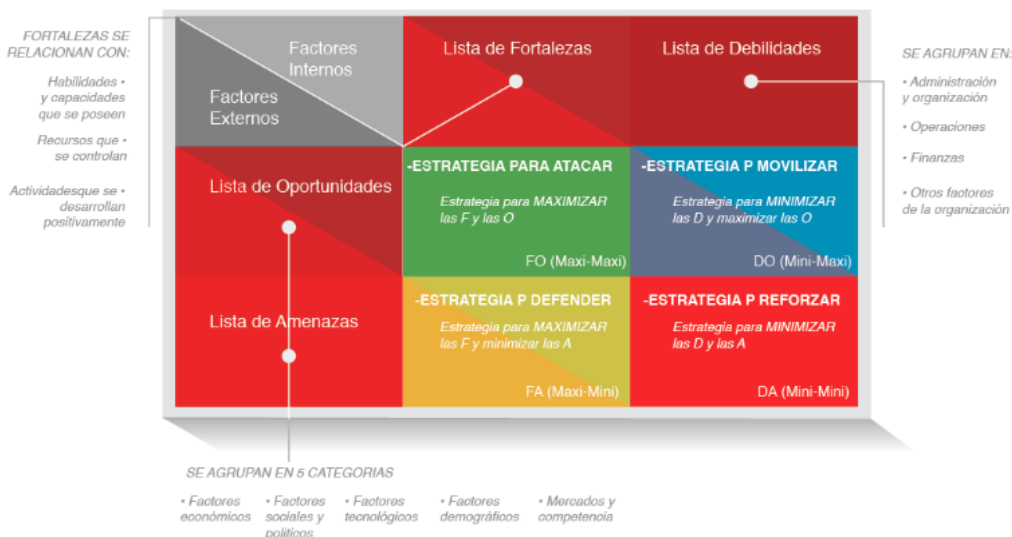 FORTALEZAS SE
RELACIONAN CON:
Habilidades •
y capacidades
que se poseen
Recursos que •
se controlan
Actividadesque se •
desarrollan
positivamente
Factores
Internos
Factores
Externos
Lista de Fortalezas
Lista de Debilidades
SE AGRUPAN EN:
• Administración
y organización
• Operaciones
• Finanzas
• Otros factores
de la organización
Lista de Oportunidades
-ESTRATEGIA PARA ATACAR
Estrategia para MAXIMIZAR
las F y las O
FO (Maxi-Maxi)
-ESTRATEGIA P MOVILIZAR
Estrategia para MINIMIZAR
las D y maximizar las O
DO (Mini-Maxi)
Lista de Amenazas
-ESTRATEGIA P DEFENDER
Estrategia para MAXIMIZAR
las F y minimizar las A
FA (Maxi-Mini)
-ESTRATEGIA P REFORZAR
Estrategia para MINIMIZAR
las D y las A
DA (Mini-Mini)
SE AGRUPAN EN 5 CATEGORIAS
• Factores
económicos
• Factores
sociales y
políticos
• Factores
tecnológicos
• Factores
demográficos
• Mercados y
competencia